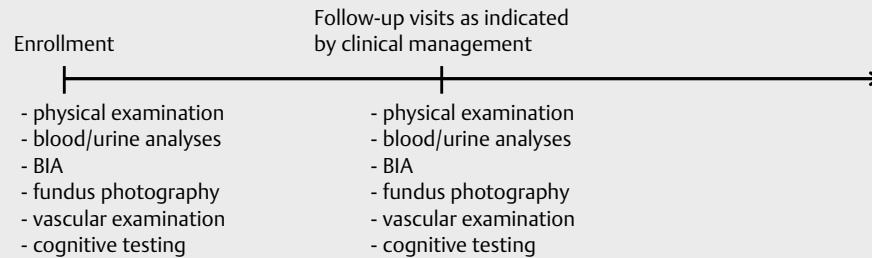 Enrollment
Follow-up visits as indicated
by clinical management
- physical examination
- blood/urine analyses
- BIA
- fundus photography
- vascular examination
- cognitive testing
- physical examination
- blood/urine analyses
- BIA
- fundus photography
- vascular examination
- cognitive testing